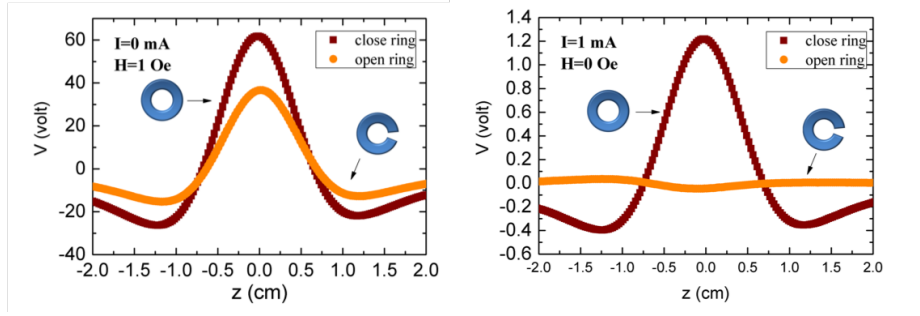 I=0 mA
H=1 Oe
close ring
open ring
V (volt)
60
40
20
0
-20
-40
-2.0 -1.5 -1.0 -0.5 0.0 0.5 1.0 1.5 2.0
z (cm)
I=1 mA
H=0 Oe
close ring
open ring
V (volt)
1.4
1.2
1.0
0.8
0.6
0.4
0.2
0.0
-0.2
-0.4
-0.6
-2.0 -1.5 -1.0 -0.5 0.0 0.5 1.0 1.5 2.0
z (cm)